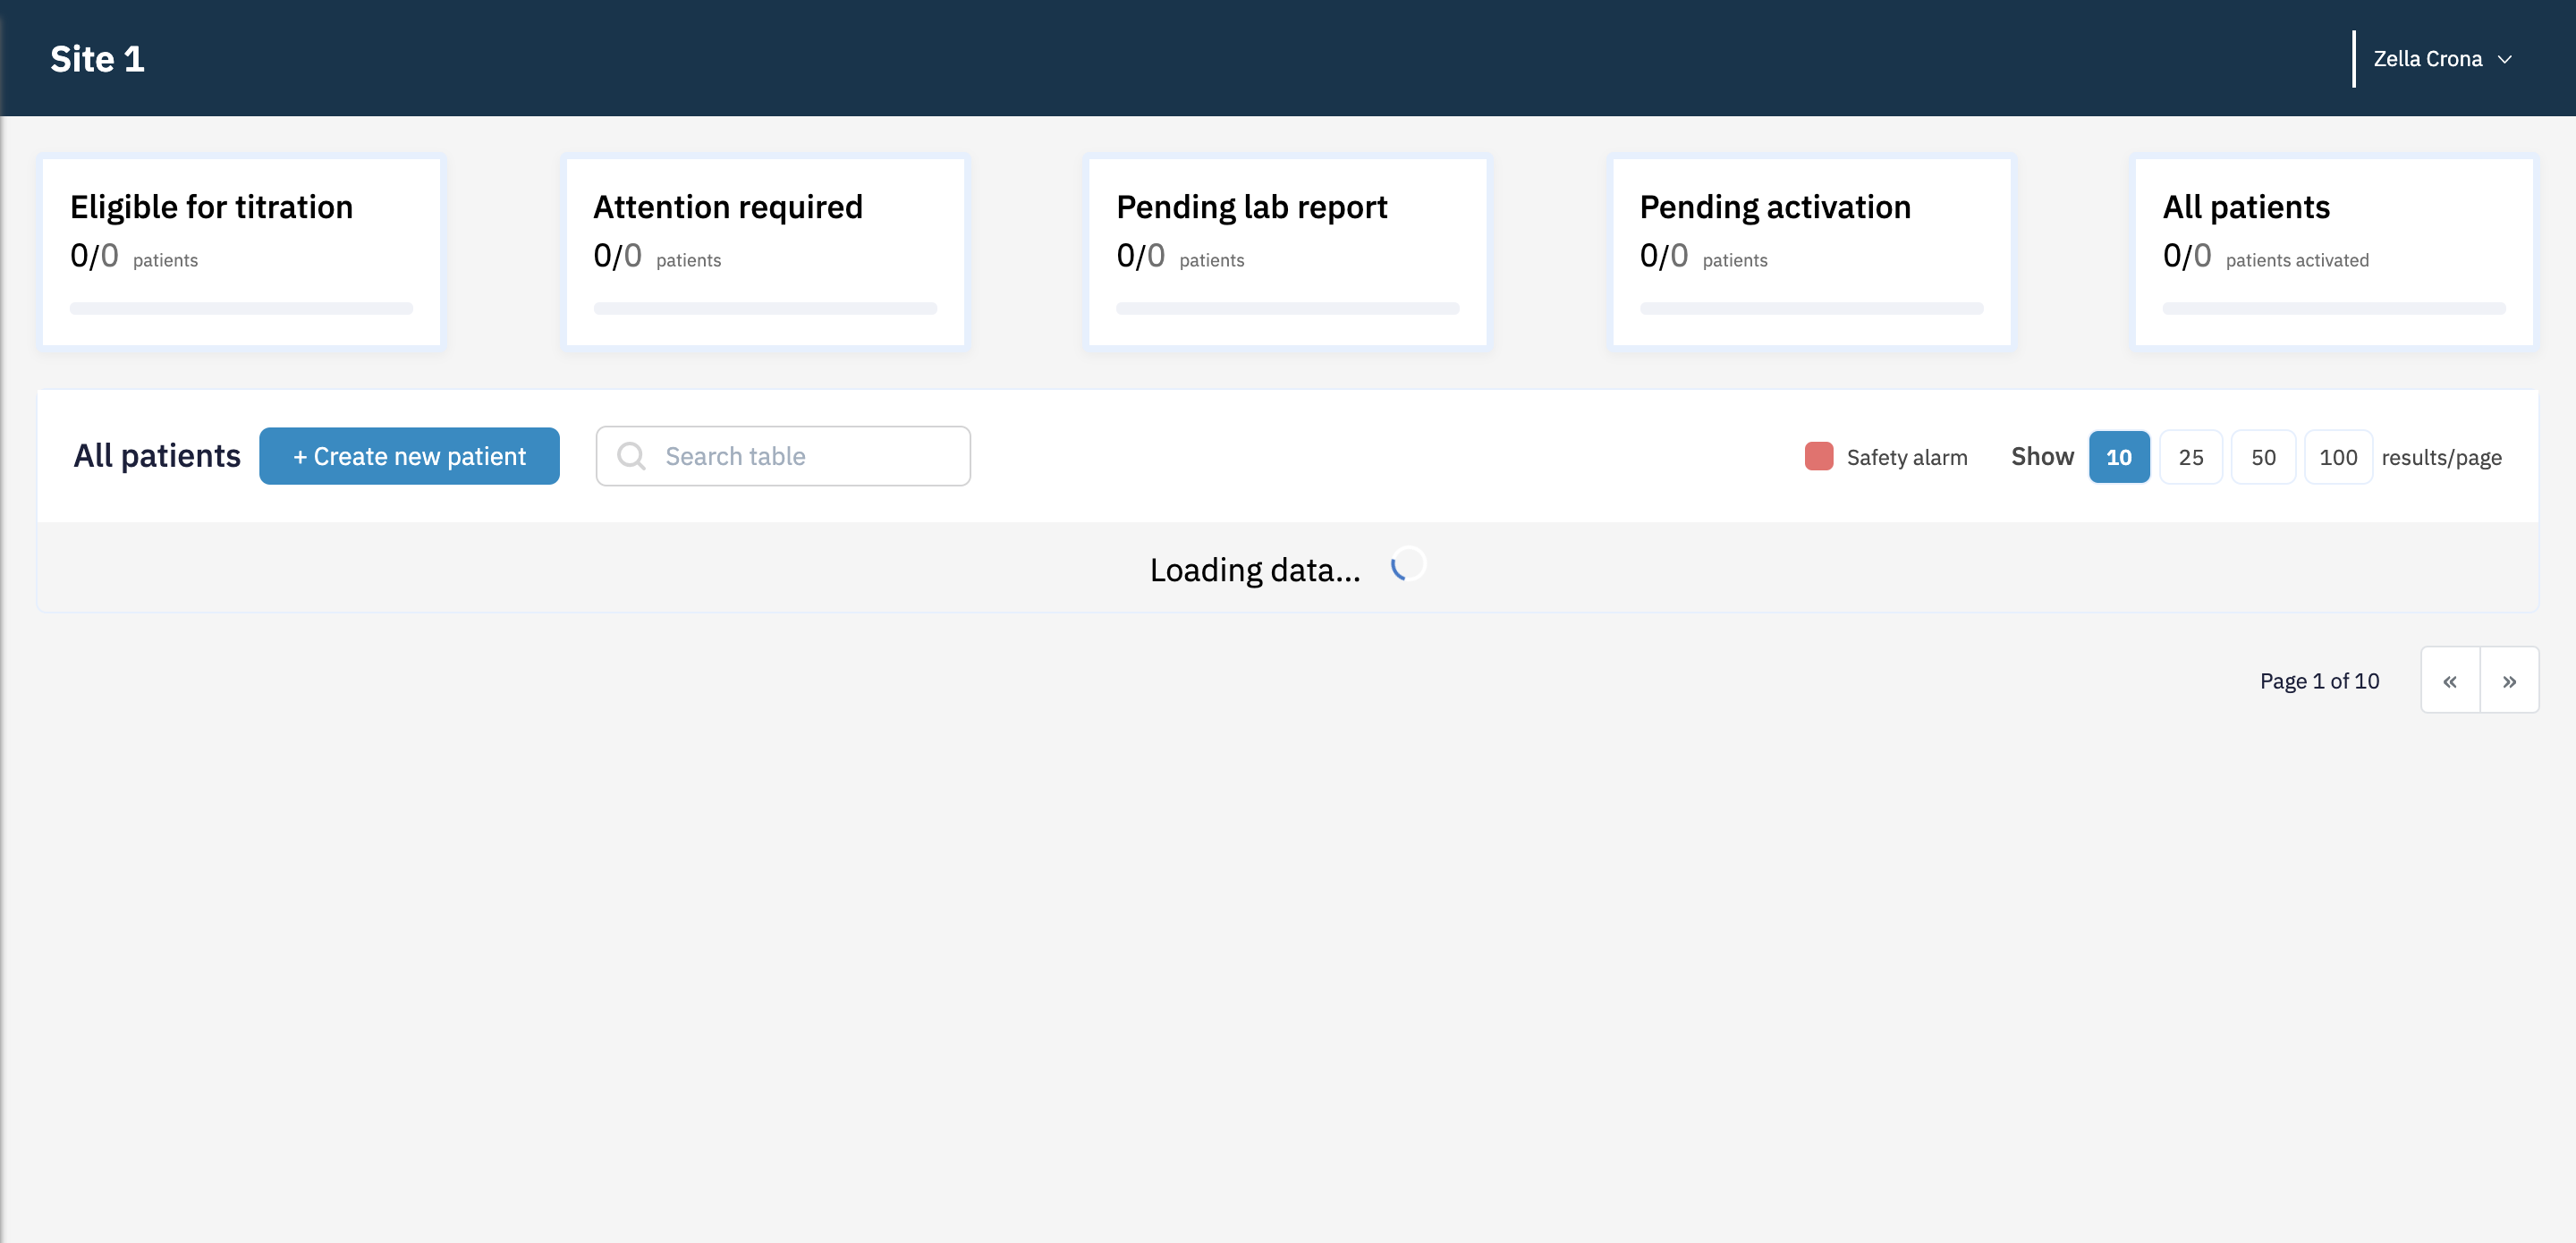 Site 1
Zella Crona
Eligible for titration
0/0 patients
Attention required
0/0 patients
Pending lab report
0/0 patients
Pending activation
0/0 patients
All patients
0/0 patients activated
All patients
+ Create new patient
Search table
Safety alarm
Show 10 25 50 100 results/page
Loading data...
Page 1 of 10
« »